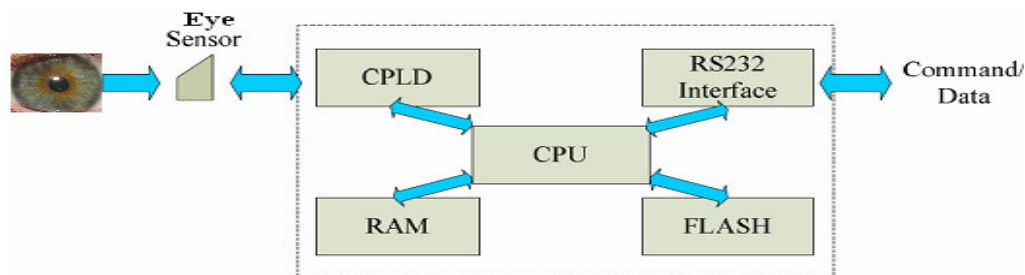 Eye
Sensor
CPLD
RS232
Interface
Command/
Data
CPU
RAM
FLASH